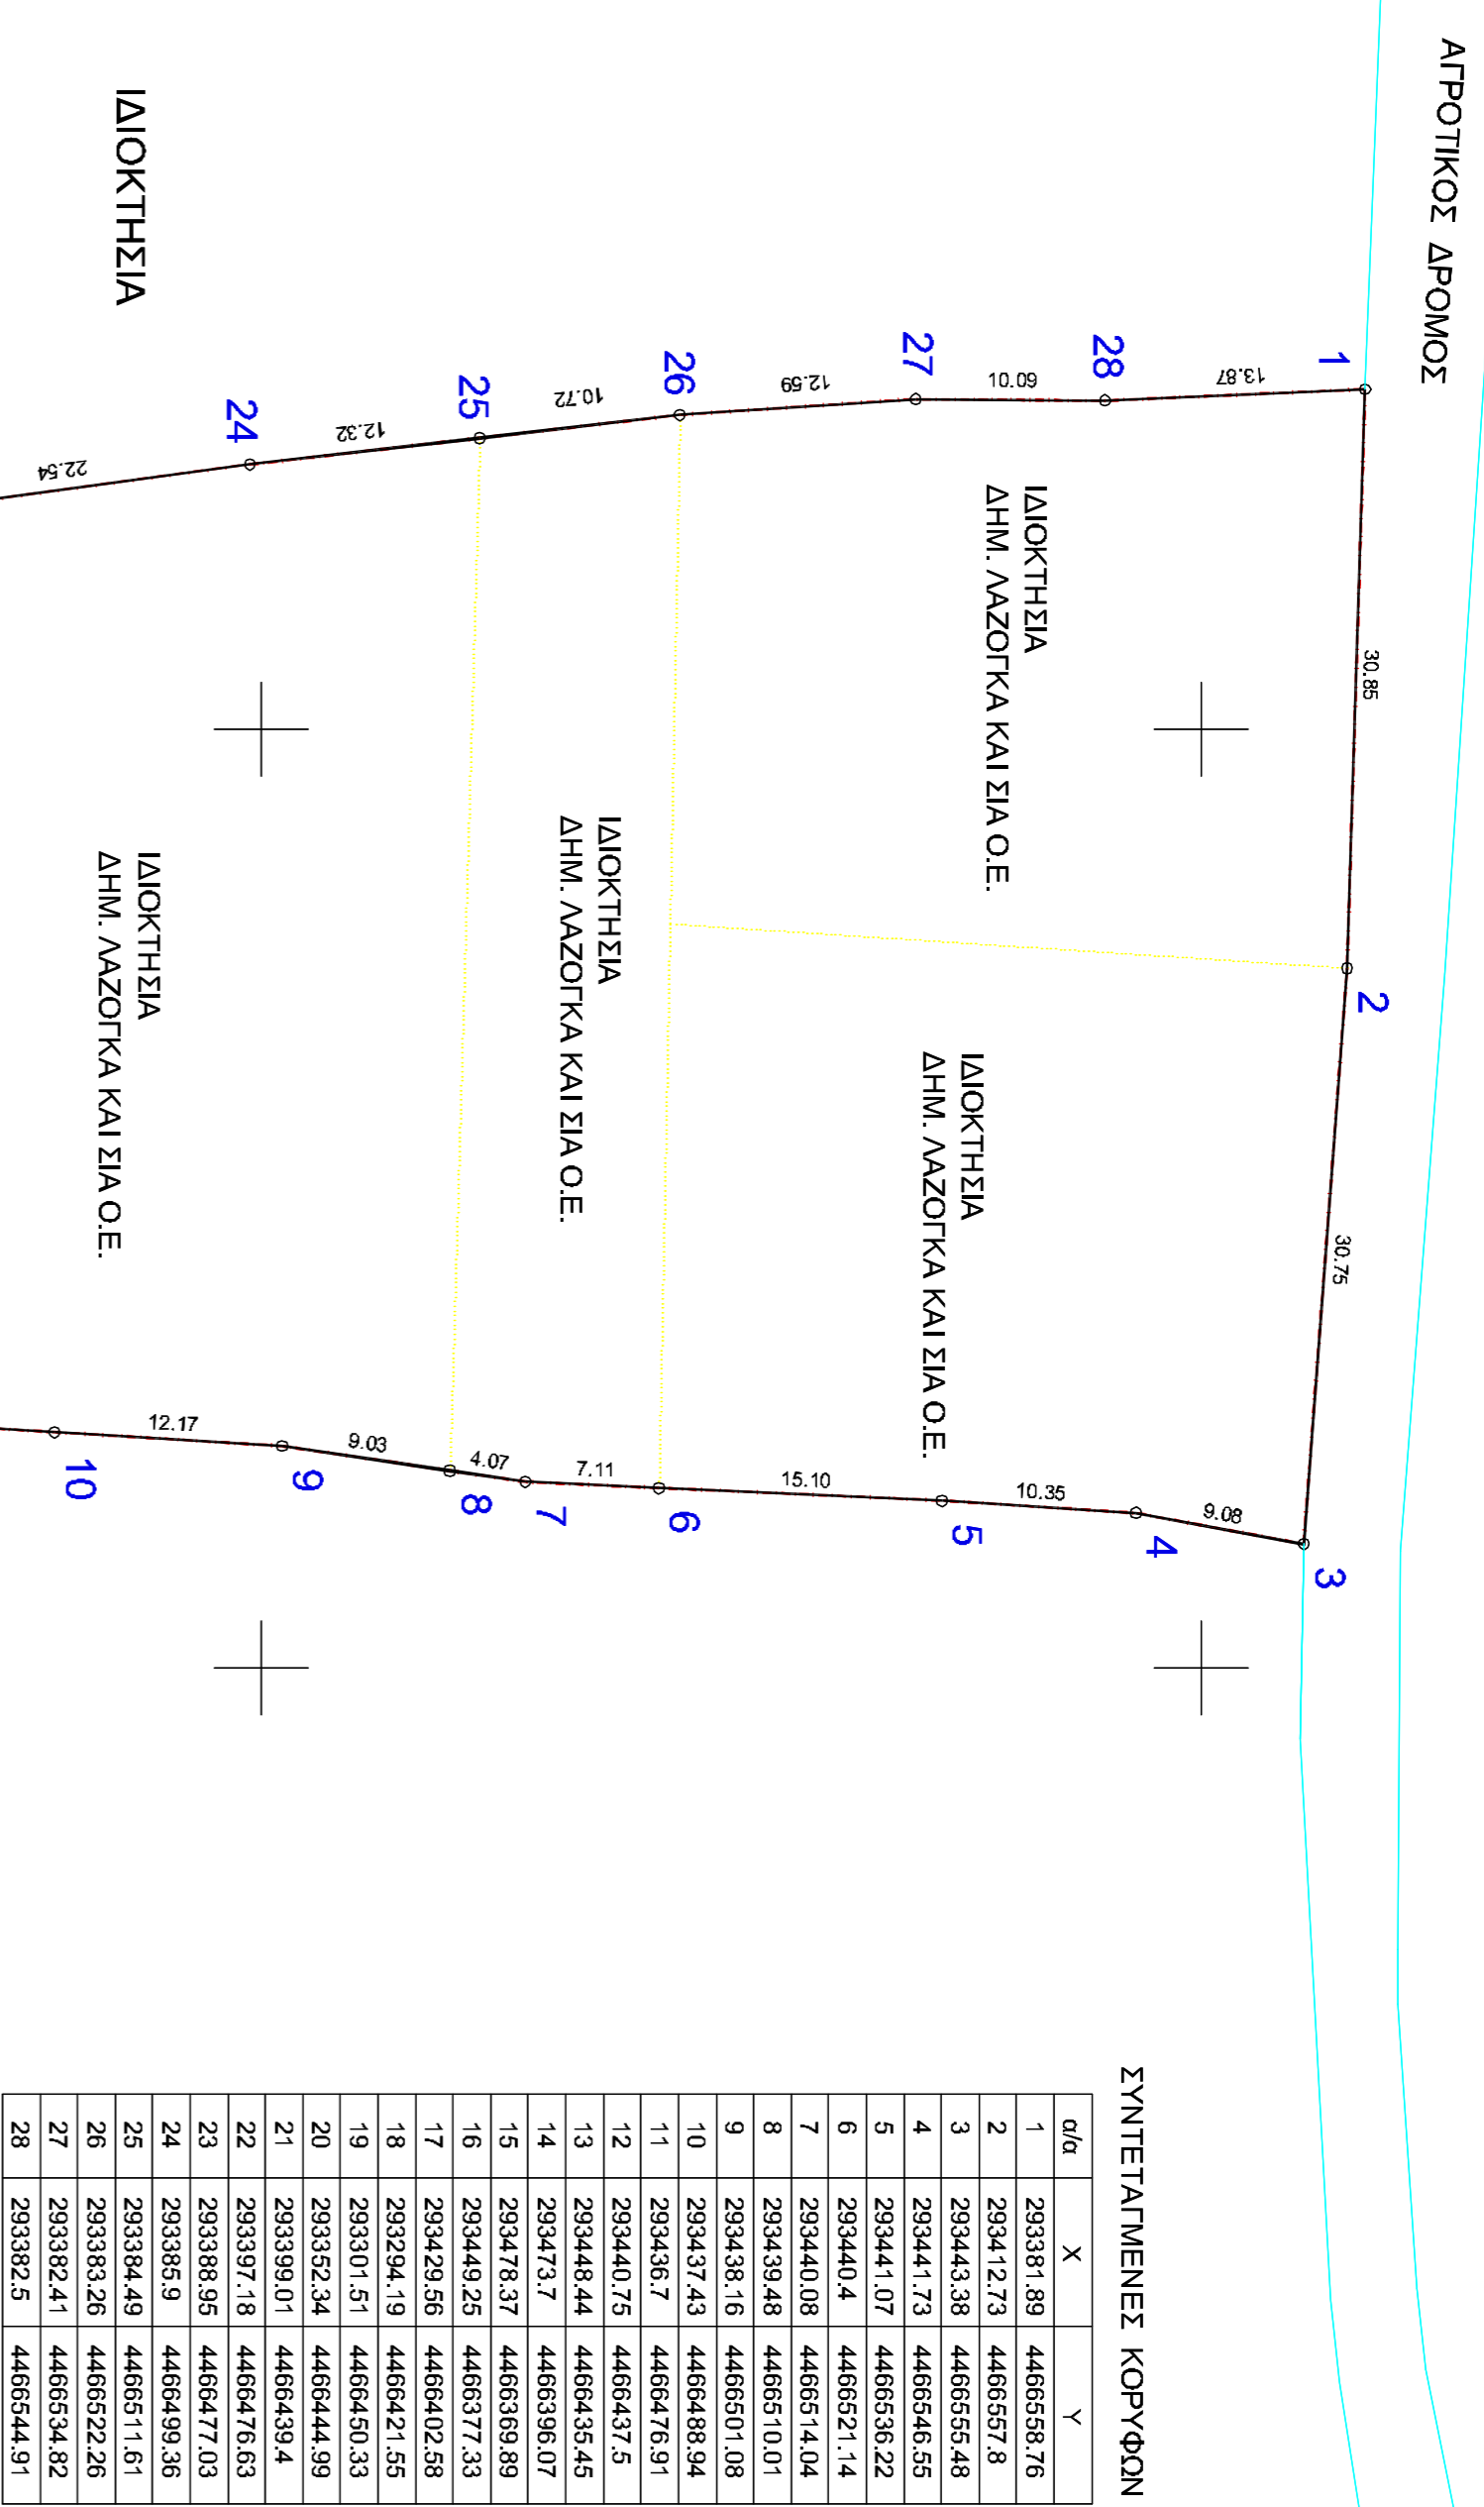 ΑΓΡΟΤΙΚΟΣ ΔΡΟΜΟΣ
1
30.85
2
30.75
3
13.87
28
10.09
27
12.59
26
10.72
25
12.32
24
22.54
9.08
4
10.35
5
15.10
6
7.11
7
4.07
8
9.03
9
12.17
10
ΙΔΙΟΚΤΗΣΙΑ
ΔΗΜ. ΛΑΖΟΓΚΑ ΚΑΙ ΣΙΑ Ο.Ε.
ΙΔΙΟΚΤΗΣΙΑ
ΔΗΜ. ΛΑΖΟΓΚΑ ΚΑΙ ΣΙΑ Ο.Ε.
ΙΔΙΟΚΤΗΣΙΑ
ΔΗΜ. ΛΑΖΟΓΚΑ ΚΑΙ ΣΙΑ Ο.Ε.
ΙΔΙΟΚΤΗΣΙΑ
ΔΗΜ. ΛΑΖΟΓΚΑ ΚΑΙ ΣΙΑ Ο.Ε.
ΙΔΙΟΚΤΗΣΙΑ
ΣΥΝΤΕΤΑΓΜΕΝΕΣ ΚΟΡΥΦΩΝ
α/α X Y
1 293381.89 4466558.76
2 293412.73 4466557.8
3 293443.38 4466555.48
4 293441.73 4466546.55
5 293441.07 4466536.22
6 293440.4 4466521.14
7 293440.08 4466514.04
8 293439.48 4466510.01
9 293438.16 4466501.08
10 293437.43 4466488.94
11 293436.7 4466476.91
12 293440.75 4466437.5
13 293448.44 4466435.45
14 293473.7 4466396.07
15 293478.37 4466369.89
16 293449.25 4466377.33
17 293429.56 4466402.58
18 293294.19 4466421.55
19 293301.51 4466450.33
20 293352.34 4466444.99
21 293399.01 4466439.4
22 293397.18 4466476.63
23 293388.95 4466477.03
24 293385.9 4466499.36
25 293384.49 4466511.61
26 293383.26 4466522.26
27 293382.41 4466534.82
28 293382.5 4466544.91